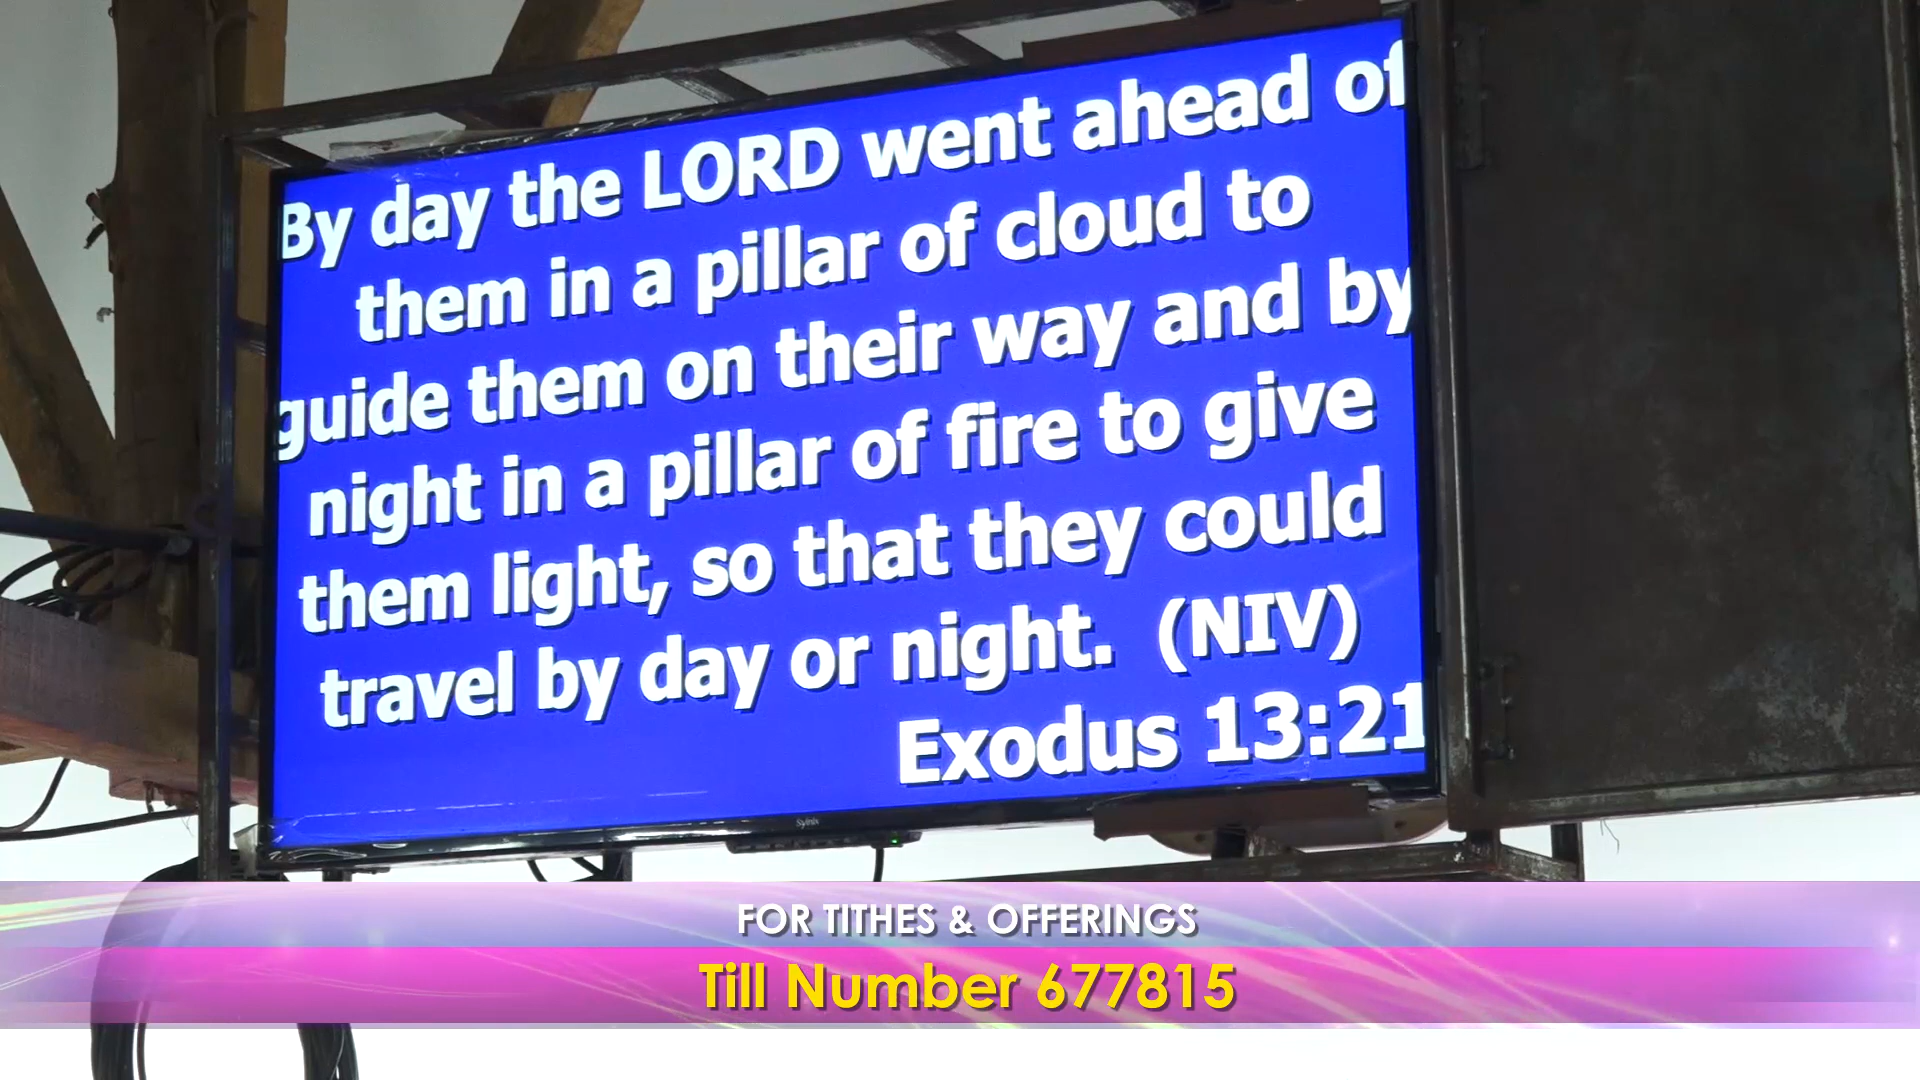 By day the LORD went ahead of
them in a pillar of cloud to
guide them on their way and by
night in a pillar of fire to give
them light, so that they could
travel by day or night. (NIV)
Exodus 13:21
Sylnix
FOR TITHES & OFFERINGS
Till Number 677815